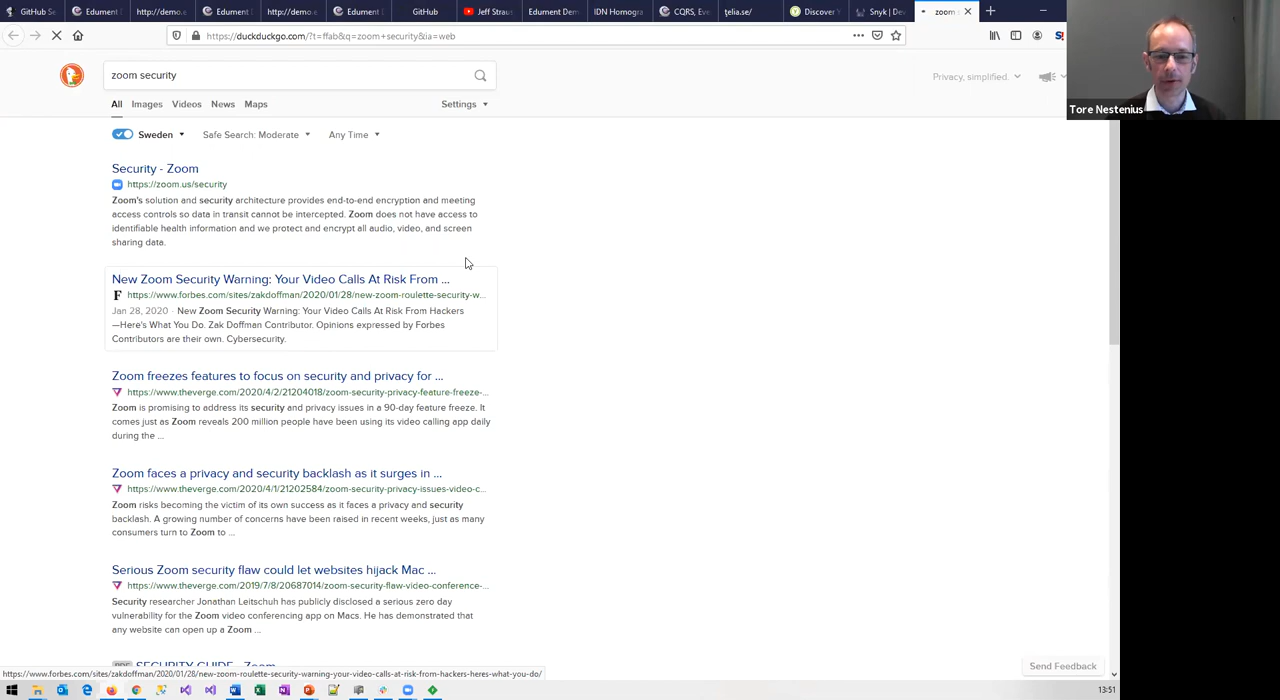 GitHub Se
Edument D
http://demo.e
Edument D
http://demo.e
Edument D
GitHub
Jeff Strau
Edument De
IDN Homogra
CQRS, Eve
țelia.se/
Discover
Snyk | Dev
zoom
https://duckduckgo.com/?t=ffab&q=zoom+security&ia=web
zoom security
Privacy, simplified.
Tore Nestenius
All Images Videos News Maps Settings
Sweden Safe Search: Moderate Any Time
Security - Zoom
https://zoom.us/security
Zoom's solution and security architecture provides end-to-end encryption and meeting
access controls so data in transit cannot be intercepted. Zoom does not have access to
identifiable health information and we protect and encrypt all audio, video, and screen
sharing data.
New Zoom Security Warning: Your Video Calls At Risk From ...
F https://www.forbes.com/sites/zakdoffman/2020/01/28/new-zoom-roulette-security-w...
Jan 28, 2020 · New Zoom Security Warning: Your Video Calls At Risk From Hackers
—Here's What You Do. Zak Doffman Contributor. Opinions expressed by Forbes
Contributors are their own. Cybersecurity.
Zoom freezes features to focus on security and privacy for ...
https://www.theverge.com/2020/4/2/21204018/zoom-security-privacy-feature-freeze-...
Zoom is promising to address its security and privacy issues in a 90-day feature freeze. It
comes just as Zoom reveals 200 million people have been using its video calling app daily
during the ...
Zoom faces a privacy and security backlash as it surges in ...
https://www.theverge.com/2020/4/1/21202584/zoom-security-privacy-issues-video-c...
Zoom risks becoming the victim of its own success as it faces a privacy and security
backlash. A growing number of concerns have been raised in recent weeks, just as many
consumers turn to Zoom to ...
Serious Zoom security flaw could let websites hijack Mac ...
https://www.theverge.com/2019/7/8/20687014/zoom-security-flaw-video-conference-...
Security researcher Jonathan Leitschuh has publicly disclosed a serious zero day
vulnerability for the Zoom video conferencing app on Macs. He has demonstrated that
any website can open up a Zoom ...
PDF SECURITY GUIDE - Zoom
Send Feedback
https://www.forbes.com/sites/zakdoffman/2020/01/28/new-zoom-roulette-security-warning-your-video-calls-at-risk-from-hackers-heres-what-you-do/
13:51